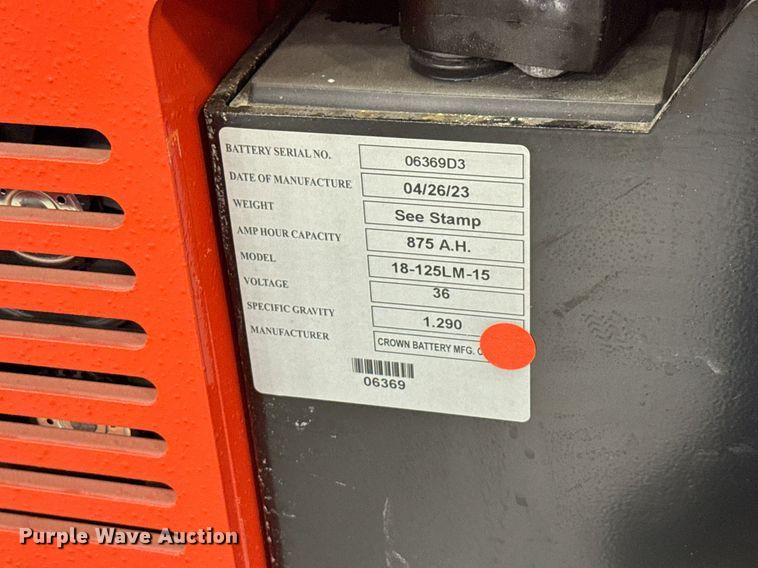 BATTERY SERIAL NO. 06369D3
DATE OF MANUFACTURE 04/26/23
WEIGHT See Stamp
AMP HOUR CAPACITY 875 A.H.
MODEL 18-125LM-15
VOLTAGE 36
SPECIFIC GRAVITY 1.290
MANUFACTURER CROWN BATTERY MFG.
06369
Purple Wave Auction